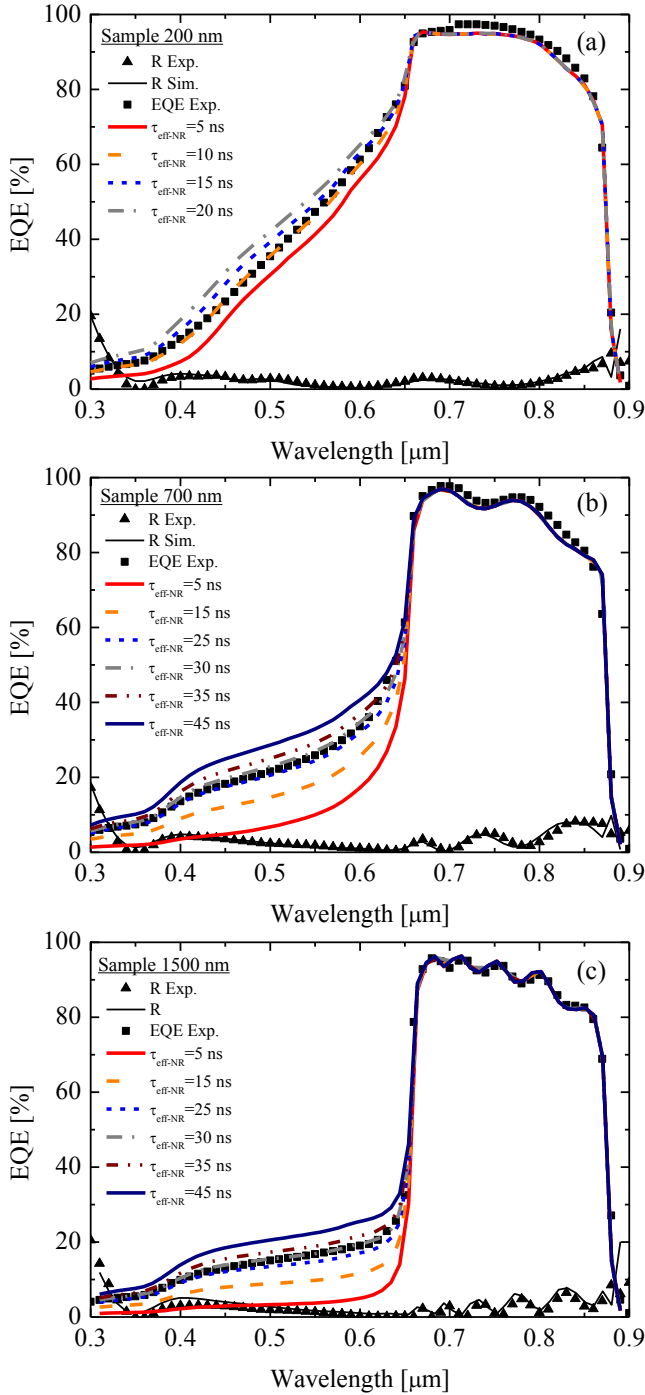 100
80
60
40
20
0
EQE [%]
Sample 200 nm
R Exp.
R Sim.
EQE Exp.
τeff-NR=5 ns
τeff-NR=10 ns
τeff-NR=15 ns
τeff-NR=20 ns
(a)
0.3 0.4 0.5 0.6 0.7 0.8 0.9
Wavelength [μm]
100
80
60
40
20
0
EQE [%]
Sample 700 nm
R Exp.
R Sim.
EQE Exp.
τeff-NR=5 ns
τeff-NR=15 ns
τeff-NR=25 ns
τeff-NR=30 ns
τeff-NR=35 ns
τeff-NR=45 ns
(b)
0.3 0.4 0.5 0.6 0.7 0.8 0.9
Wavelength [μm]
100
80
60
40
20
0
EQE [%]
Sample 1500 nm
R Exp.
R
EQE Exp.
τeff-NR=5 ns
τeff-NR=15 ns
τeff-NR=25 ns
τeff-NR=30 ns
τeff-NR=35 ns
τeff-NR=45 ns
(c)
0.3 0.4 0.5 0.6 0.7 0.8 0.9
Wavelength [μm]